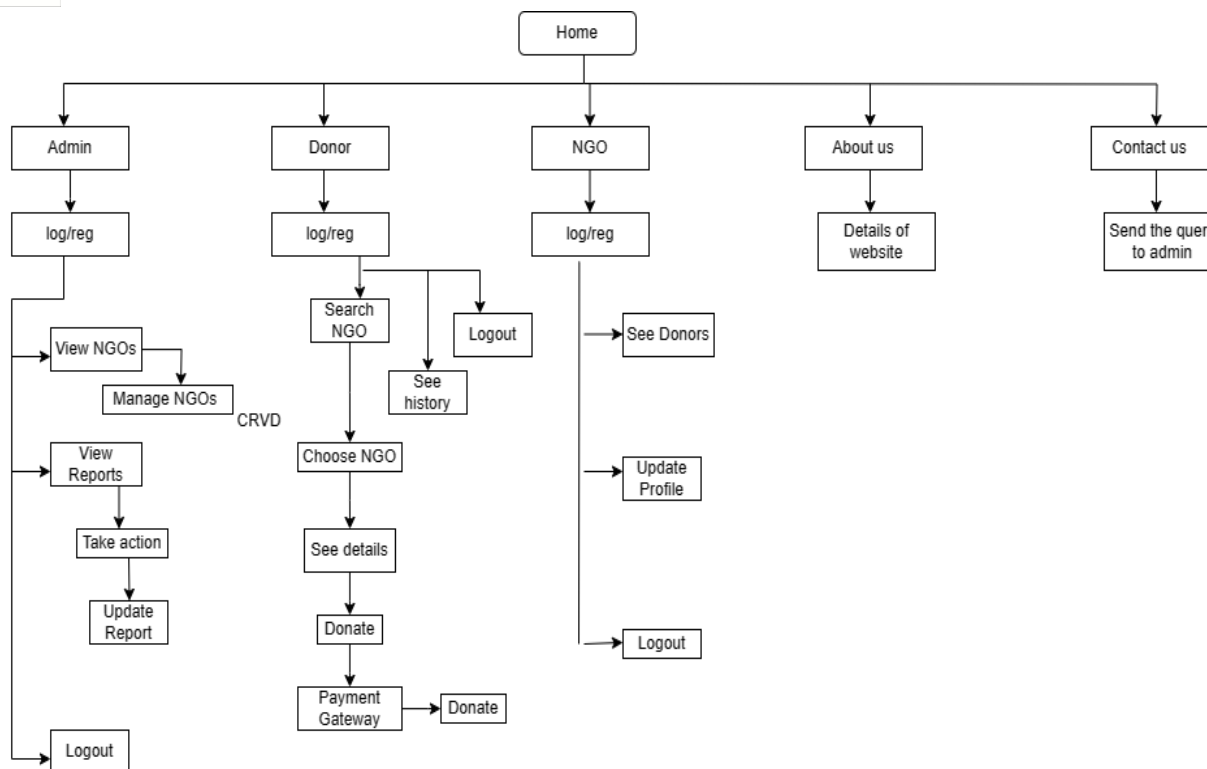 Home
Admin
Donor
NGO
About us
Contact us
log/reg
log/reg
log/reg
Details of
website
Send the quer
to admin
Search
NGO
Logout
See
history
View NGOs
Manage NGOs
CRVD
See Donors
View
Reports
Choose NGO
Update
Profile
Take action
See details
Update
Report
Donate
Logout
Payment
Gateway
Donate
Logout